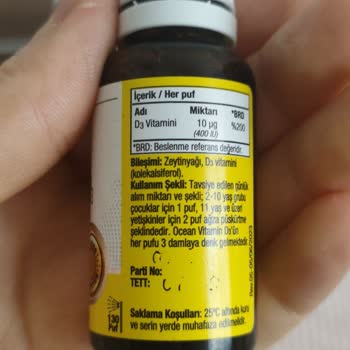 İçerik / Her puf
Adı Miktarı *BRD
D3 Vitamini 10 µg %200
(400 IU)
*BRD: Beslenme referans değeridir.
Bileşimi: Zeytinyağı, D3 vitamini
(kolekalsiferol).
Kullanım Şekli: Tavsiye edilen günlük
alım miktarı ve şekli; 2-10 yaş grubu
çocuklar için 1 puf, 11 yaş ve üzeri
yetişkinler için 2 puf ağıza püskürtme
şeklindedir. Ocean Vitamin D3'ün
her pufu 3 damlaya denk gelmektedir.
Parti No:
TETT:
130
Puf
Saklama Koşulları: 25°C altında kuru
ve serin yerde muhafaza edilmelidir.